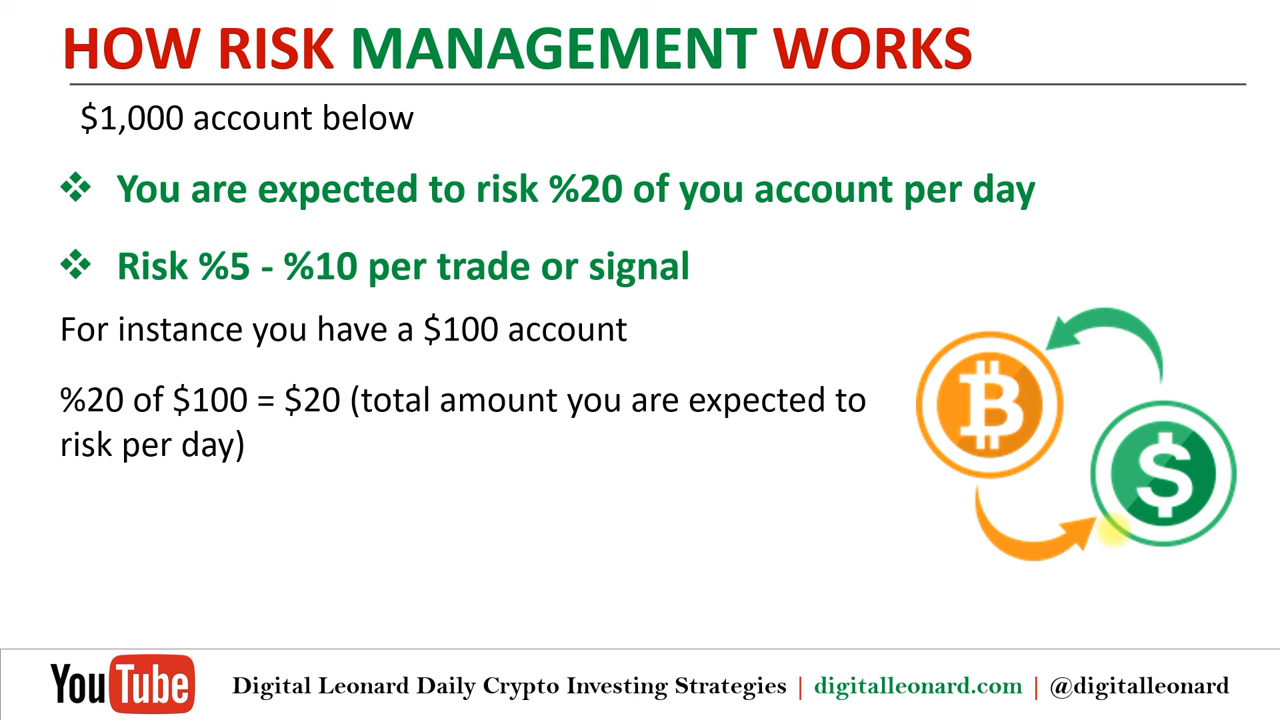 HOW RISK MANAGEMENT WORKS
$1,000 account below
❖ You are expected to risk %20 of you account per day
❖ Risk %5 - %10 per trade or signal
For instance you have a $100 account
%20 of $100 = $20 (total amount you are expected to
risk per day)
YouTube Digital Leonard Daily Crypto Investing Strategies | digitalleonard.com | @digitalleonard